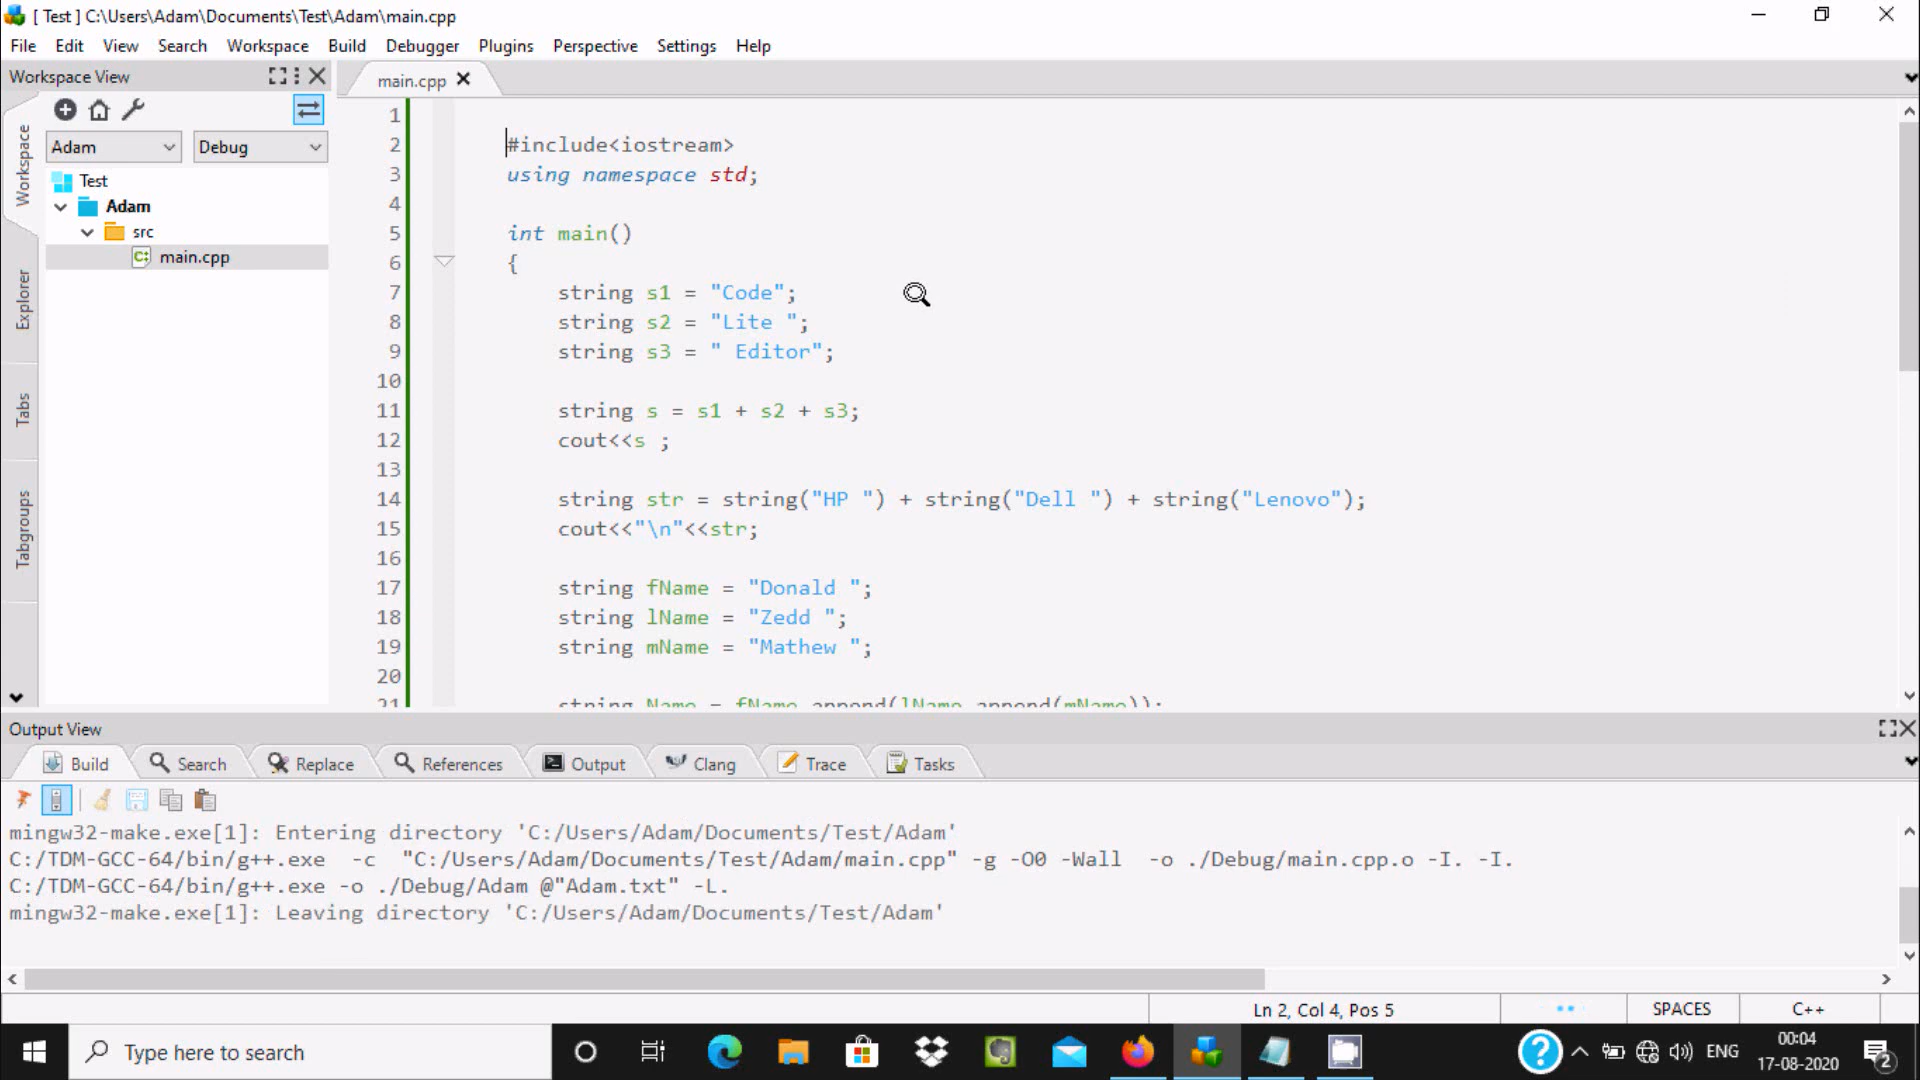 [ Test ] C:\Users\Adam\Documents\Test\Adam\main.cpp
File Edit View Search Workspace Build Debugger Plugins Perspective Settings Help
Workspace View
main.cpp
Workspace
Explorer
Tabs
Tabgroups
Adam Debug
Test
Adam
src
main.cpp
1
2 #include<iostream>
3 using namespace std;
4
5 int main()
6 {
7 string s1 = "Code";
8 string s2 = "Lite ";
9 string s3 = " Editor";
10
11 string s = s1 + s2 + s3;
12 cout<<s ;
13
14 string str = string("HP ") + string("Dell ") + string("Lenovo");
15 cout<<"\n"<<str;
16
17 string fName = "Donald ";
18 string lName = "Zedd ";
19 string mName = "Mathew ";
20
21 string Name = fName.append(lName.append(mName));
Output View
Build Search Replace References Output Clang Trace Tasks
mingw32-make.exe[1]: Entering directory 'C:/Users/Adam/Documents/Test/Adam'
C:/TDM-GCC-64/bin/g++.exe -c "C:/Users/Adam/Documents/Test/Adam/main.cpp" -g -O0 -Wall -o ./Debug/main.cpp.o -I. -I.
C:/TDM-GCC-64/bin/g++.exe -o ./Debug/Adam @"Adam.txt" -L.
mingw32-make.exe[1]: Leaving directory 'C:/Users/Adam/Documents/Test/Adam'
Ln 2, Col 4, Pos 5 SPACES C++
Type here to search
ENG
00:04
17-08-2020
2